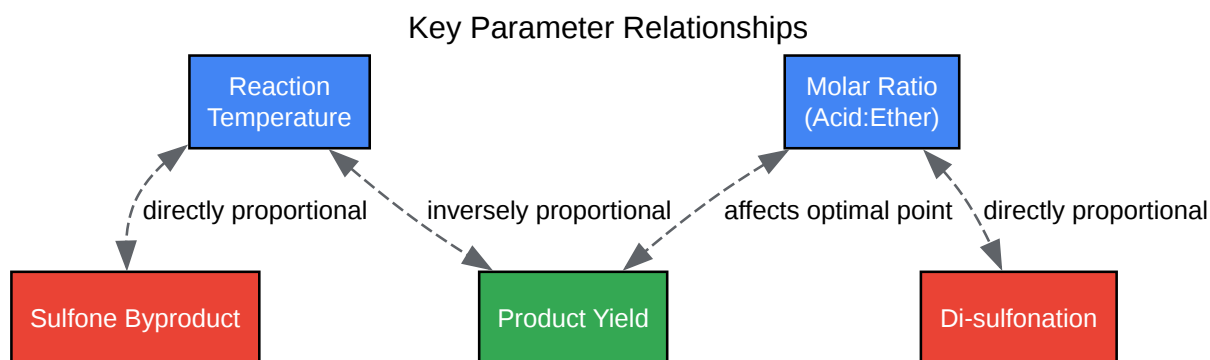 Key Parameter Relationships
Reaction
Temperature
Molar Ratio
(Acid:Ether)
directly proportional
inversely proportional
affects optimal point
directly proportional
Sulfone Byproduct
Product Yield
Di-sulfonation